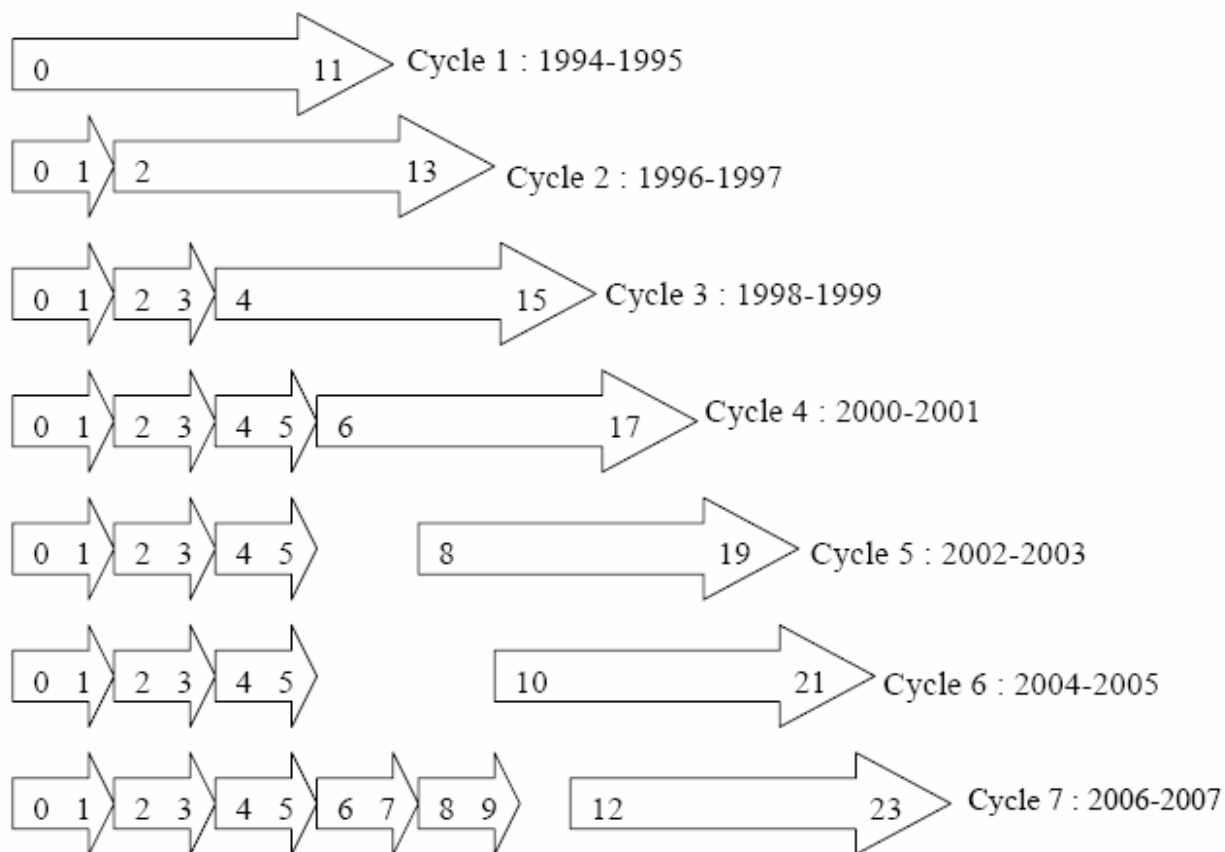 0 11 Cycle 1 : 1994-1995
0 1 2 13 Cycle 2 : 1996-1997
0 1 2 3 4 15 Cycle 3 : 1998-1999
0 1 2 3 4 5 6 17 Cycle 4 : 2000-2001
0 1 2 3 4 5 8 19 Cycle 5 : 2002-2003
0 1 2 3 4 5 10 21 Cycle 6 : 2004-2005
0 1 2 3 4 5 6 7 8 9 12 23 Cycle 7 : 2006-2007